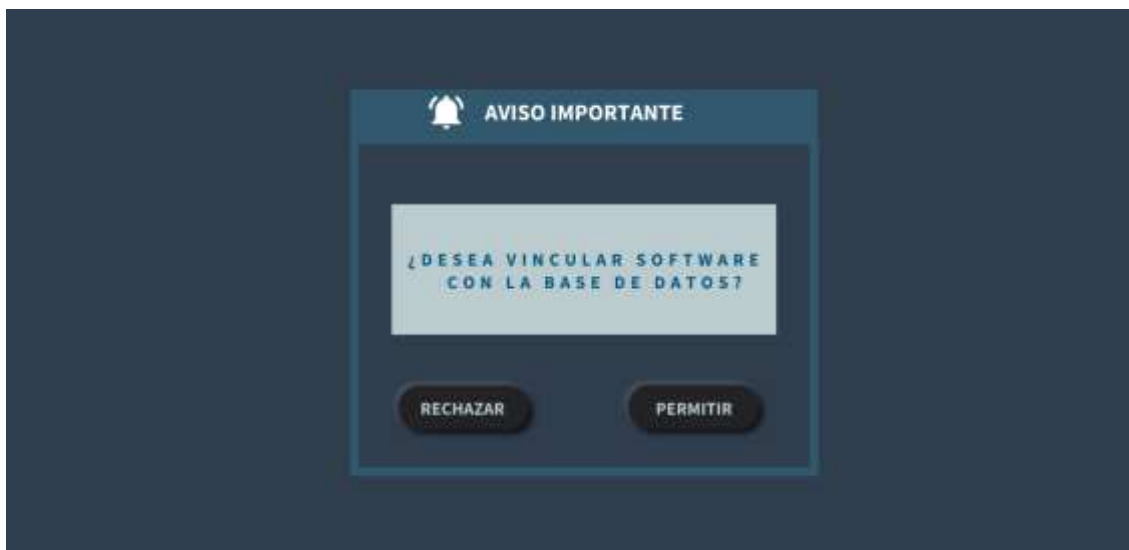 AVISO IMPORTANTE
¿DESEA VINCULAR SOFTWARE
CON LA BASE DE DATOS?
RECHAZAR
PERMITIR